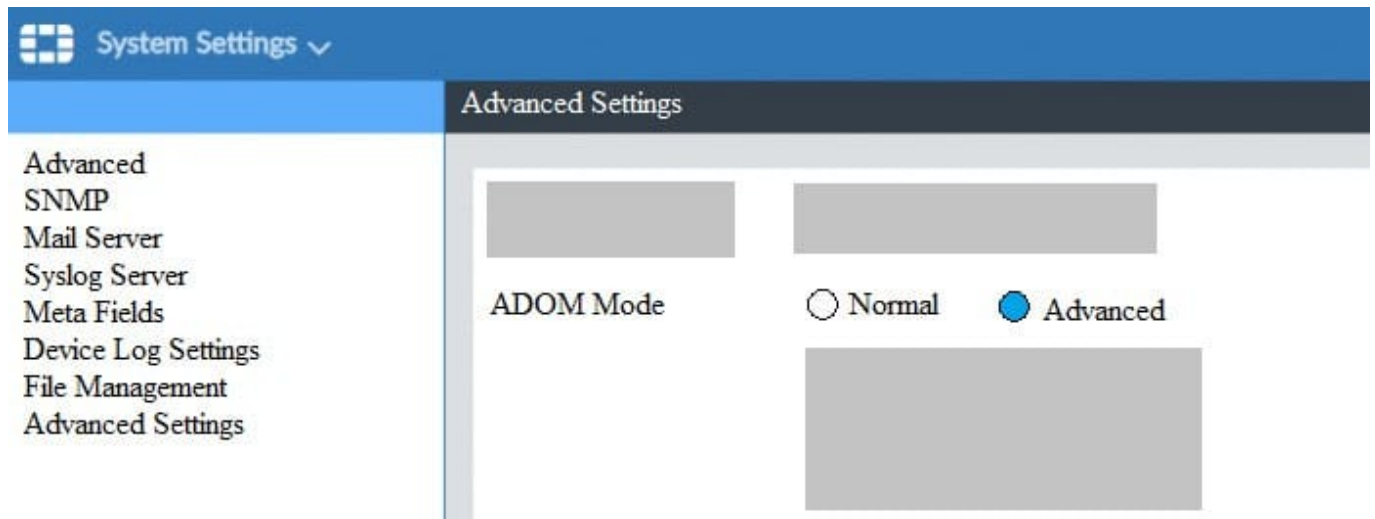 System Settings
Advanced Settings
Advanced
SNMP
Mail Server
Syslog Server
Meta Fields
Device Log Settings
File Management
Advanced Settings
ADOM Mode Normal Advanced